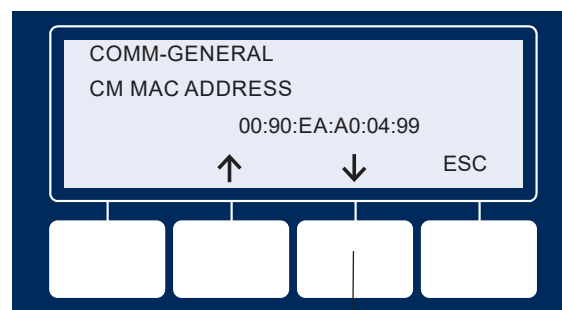 COMM-GENERAL
CM MAC ADDRESS
00:90:EA:A0:04:99
↑ ↓ ESC